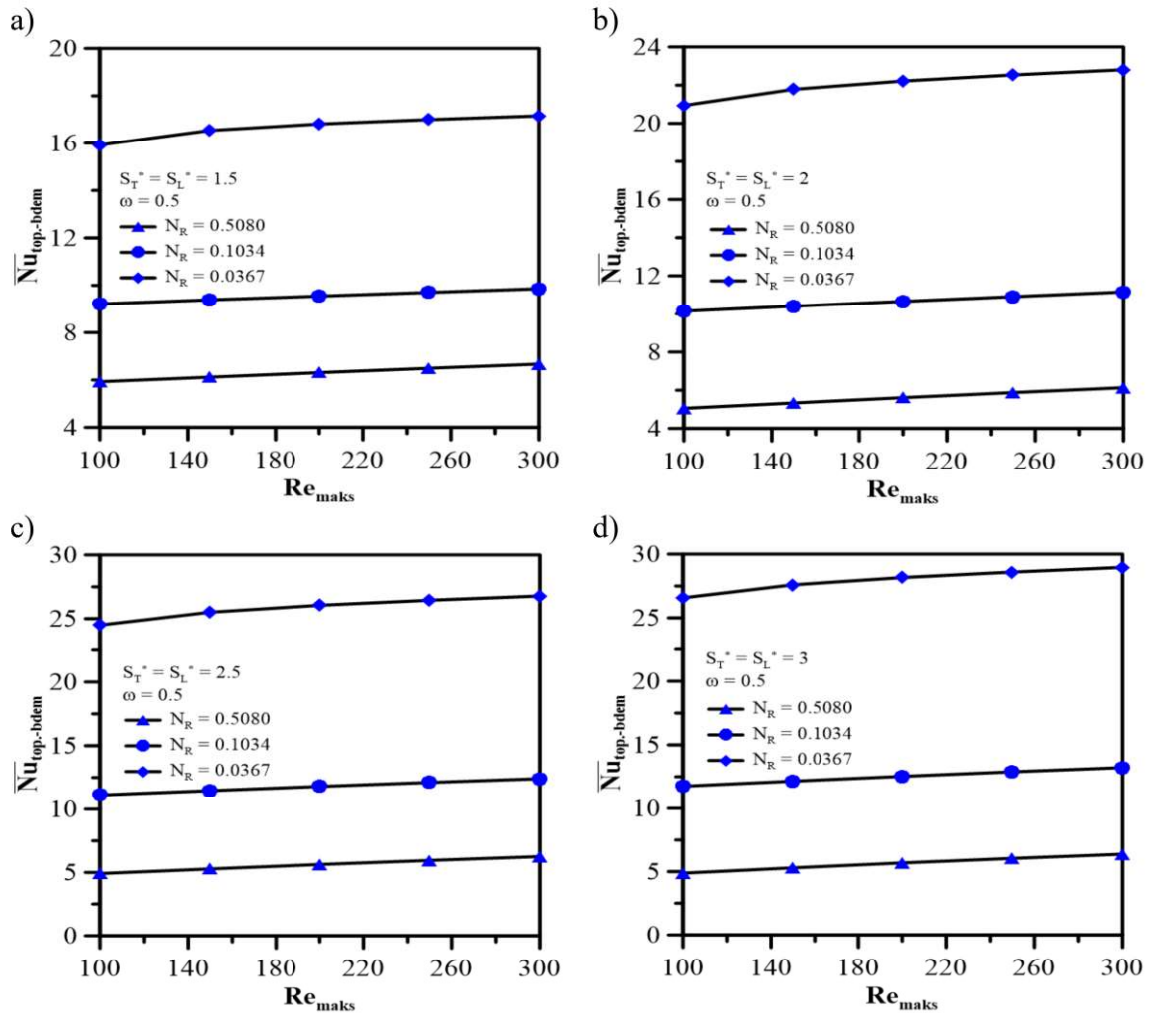 a)
20
16
12
8
4
N̅u̅top.-bdem
S_T* = S_L* = 1.5
ω = 0.5
N_R = 0.5080
N_R = 0.1034
N_R = 0.0367
100 140 180 220 260 300
Re_maks
b)
24
20
16
12
8
4
N̅u̅top.-bdem
S_T* = S_L* = 2
ω = 0.5
N_R = 0.5080
N_R = 0.1034
N_R = 0.0367
100 140 180 220 260 300
Re_maks
c)
30
25
20
15
10
5
0
N̅u̅top.-bdem
S_T* = S_L* = 2.5
ω = 0.5
N_R = 0.5080
N_R = 0.1034
N_R = 0.0367
100 140 180 220 260 300
Re_maks
d)
30
25
20
15
10
5
0
N̅u̅top.-bdem
S_T* = S_L* = 3
ω = 0.5
N_R = 0.5080
N_R = 0.1034
N_R = 0.0367
100 140 180 220 260 300
Re_maks